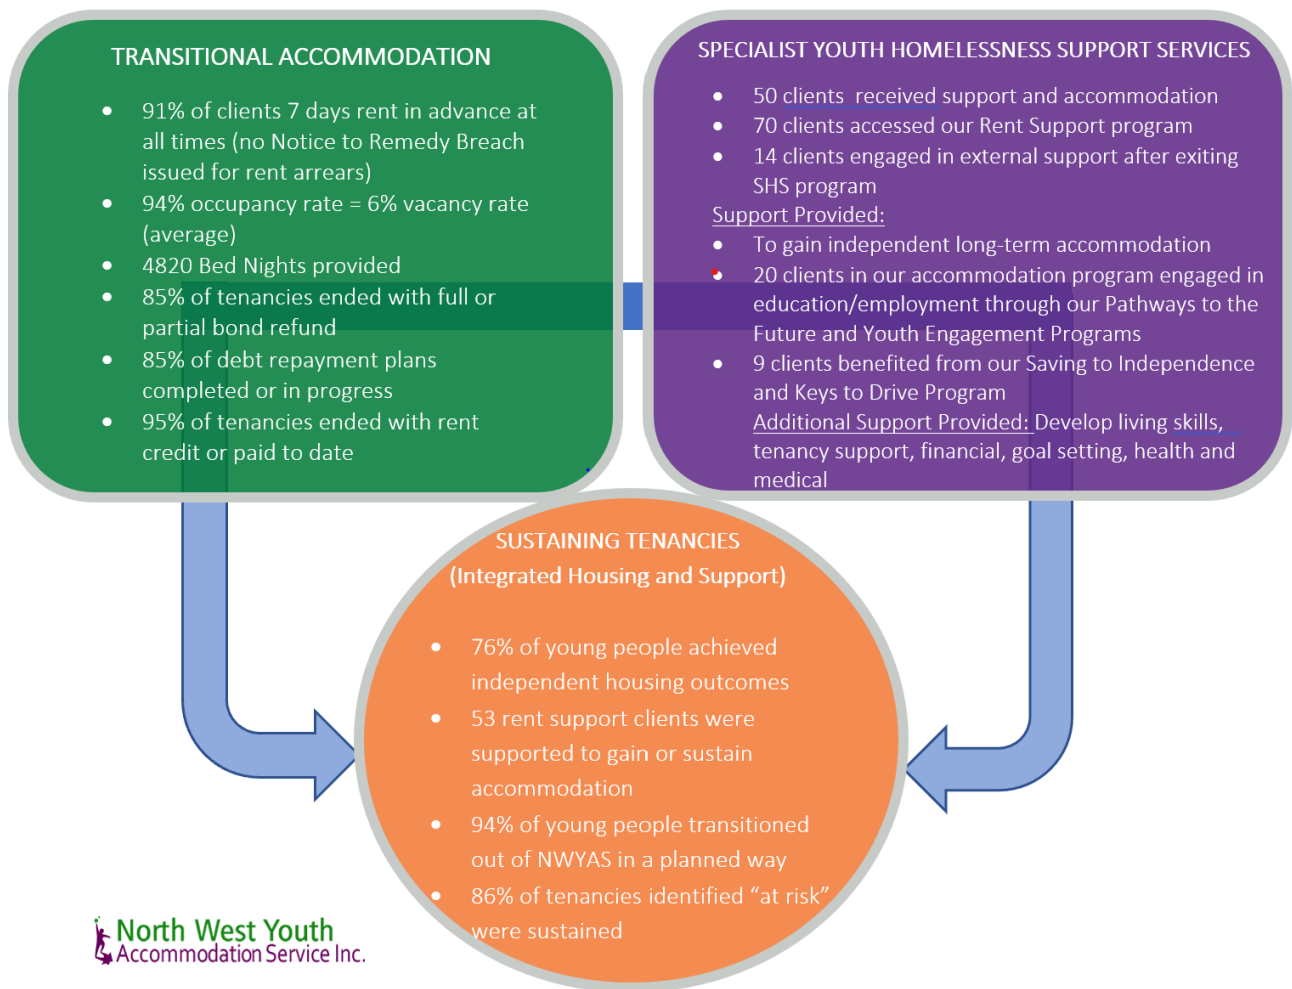 TRANSITIONAL ACCOMMODATION
• 91% of clients 7 days rent in advance at
all times (no Notice to Remedy Breach
issued for rent arrears)
• 94% occupancy rate = 6% vacancy rate
(average)
• 4820 Bed Nights provided
• 85% of tenancies ended with full or
partial bond refund
• 85% of debt repayment plans
completed or in progress
• 95% of tenancies ended with rent
credit or paid to date
SPECIALIST YOUTH HOMELESSNESS SUPPORT SERVICES
• 50 clients  received support and accommodation
• 70 clients accessed our Rent Support program
• 14 clients engaged in external support after exiting
SHS program
Support Provided:
• To gain independent long-term accommodation
• 20 clients in our accommodation program engaged in
education/employment through our Pathways to the
Future and Youth Engagement Programs
• 9 clients benefited from our Saving to Independence
and Keys to Drive Program
Additional Support Provided: Develop living skills,
tenancy support, financial, goal setting, health and
medical
SUSTAINING TENANCIES
(Integrated Housing and Support)
• 76% of young people achieved
independent housing outcomes
• 53 rent support clients were
supported to gain or sustain
accommodation
• 94% of young people transitioned
out of NWYAS in a planned way
• 86% of tenancies identified “at risk”
were sustained
North West Youth
Accommodation Service Inc.